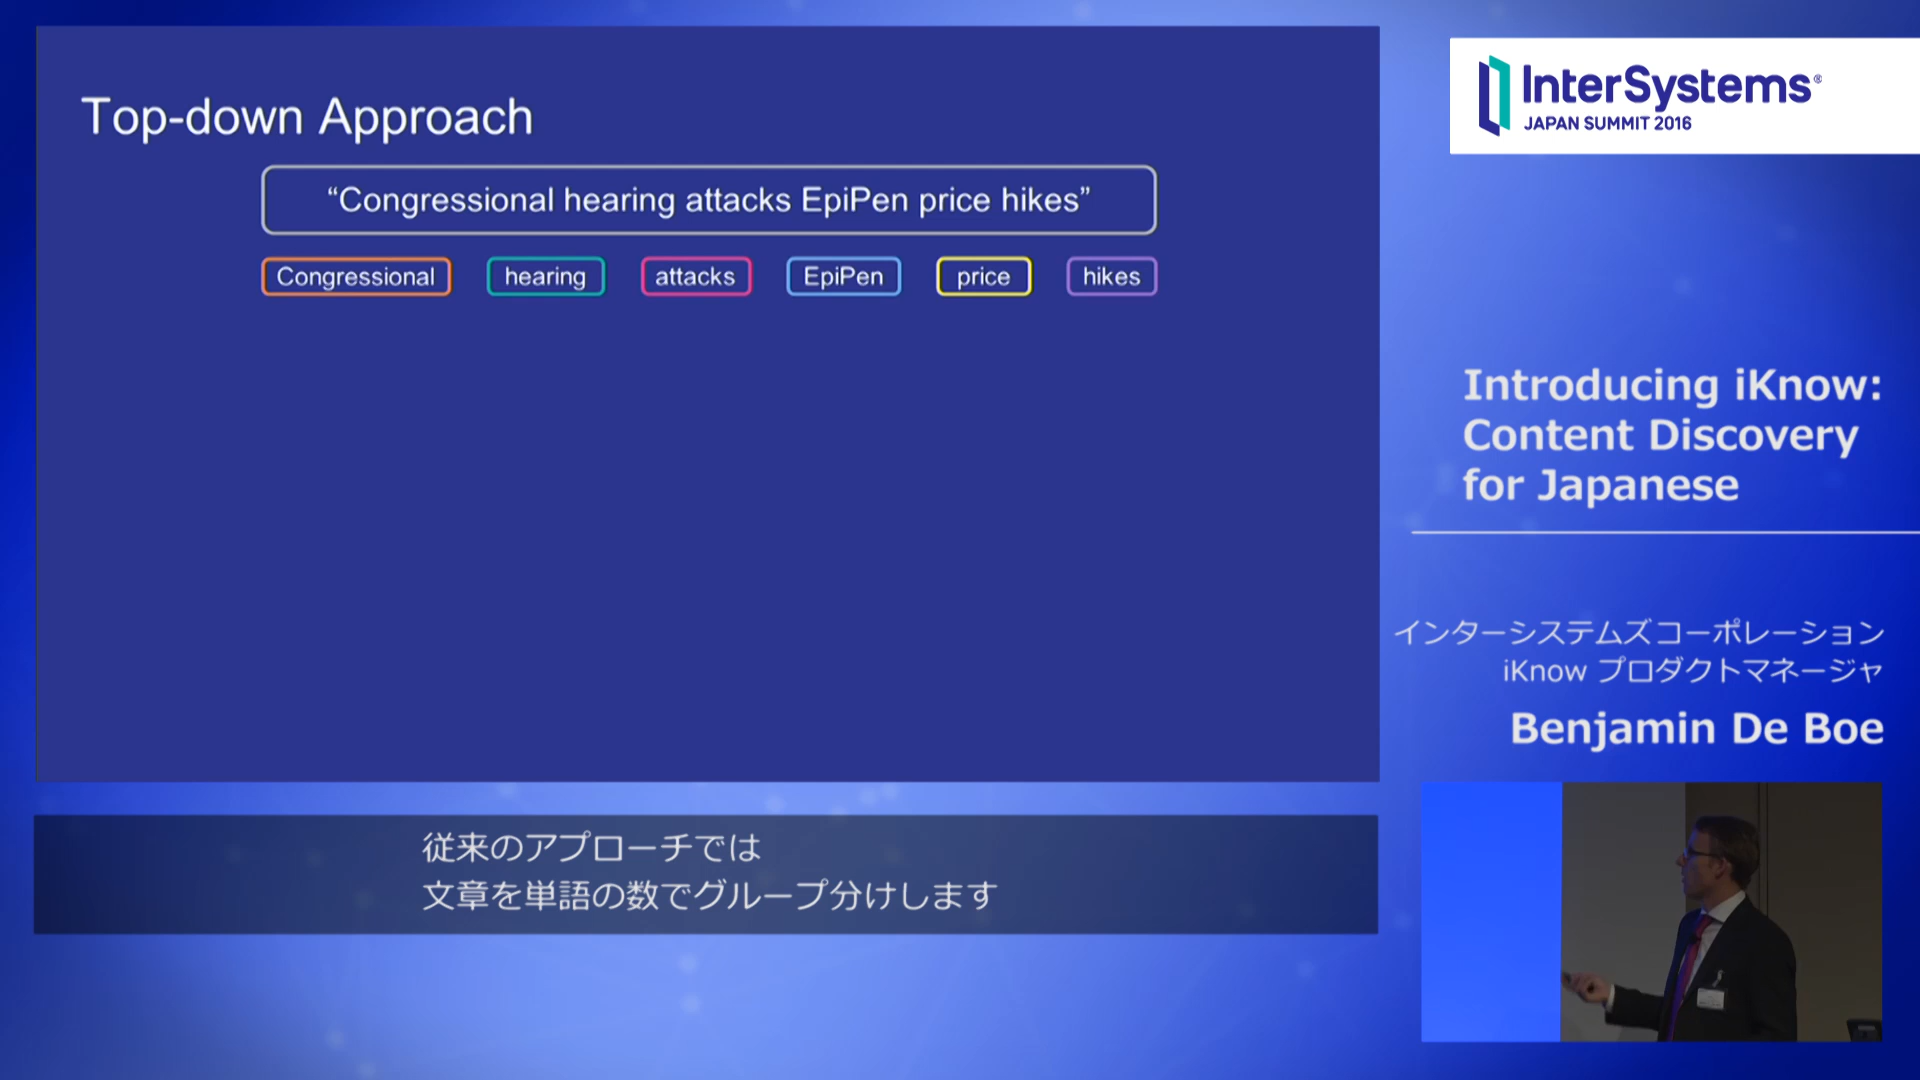 Top-down Approach
“Congressional hearing attacks EpiPen price hikes”
Congressional hearing attacks EpiPen price hikes
InterSystems®
JAPAN SUMMIT 2016
Introducing iKnow:
Content Discovery
for Japanese
インターシステムズコーポレーション
iKnow プロダクトマネージャ
Benjamin De Boe
従来のアプローチでは
文章を単語の数でグループ分けします